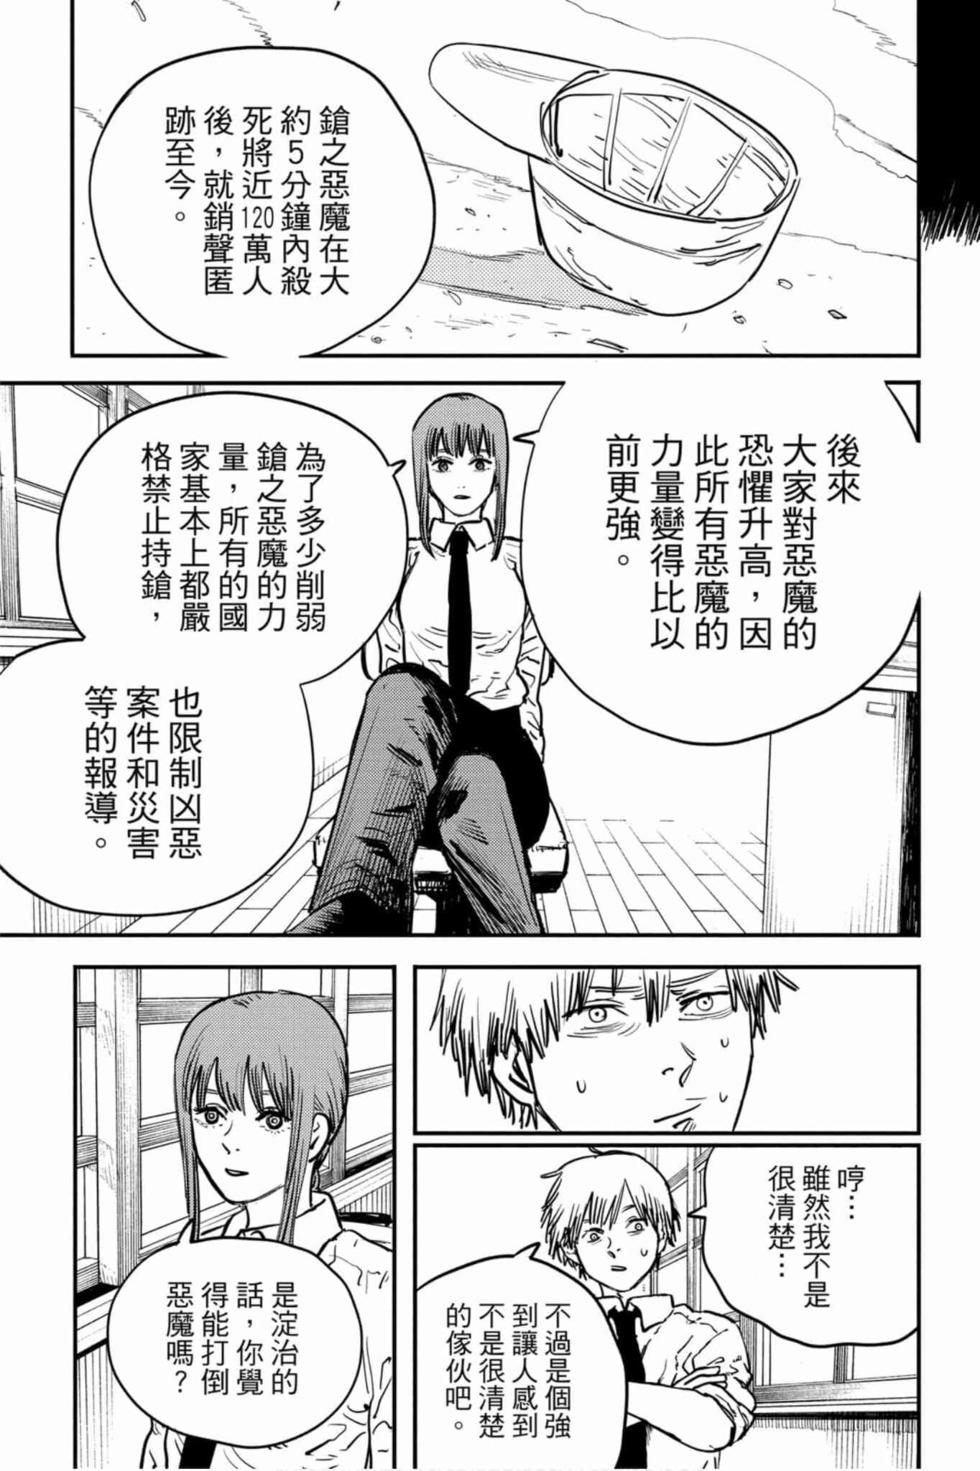 鎗之惡魔在大
約5分鐘內殺
死將近120萬人
後，就銷聲匿
跡至今。
後來
大家對惡魔的
恐懼升高，因
此所有惡魔的
力量變得比以
前更強。
為了多少削弱
鎗之惡魔的力
量，所有的國
家基本上都嚴
格禁止持鎗，
也限制凶惡
案件和災害
等的報導。
哼…
雖然我不是
很清楚…
不過是個強
到讓人感到
不是很清楚
的傢伙吧。
是淀治的
話，你覺
得能打倒
惡魔嗎？